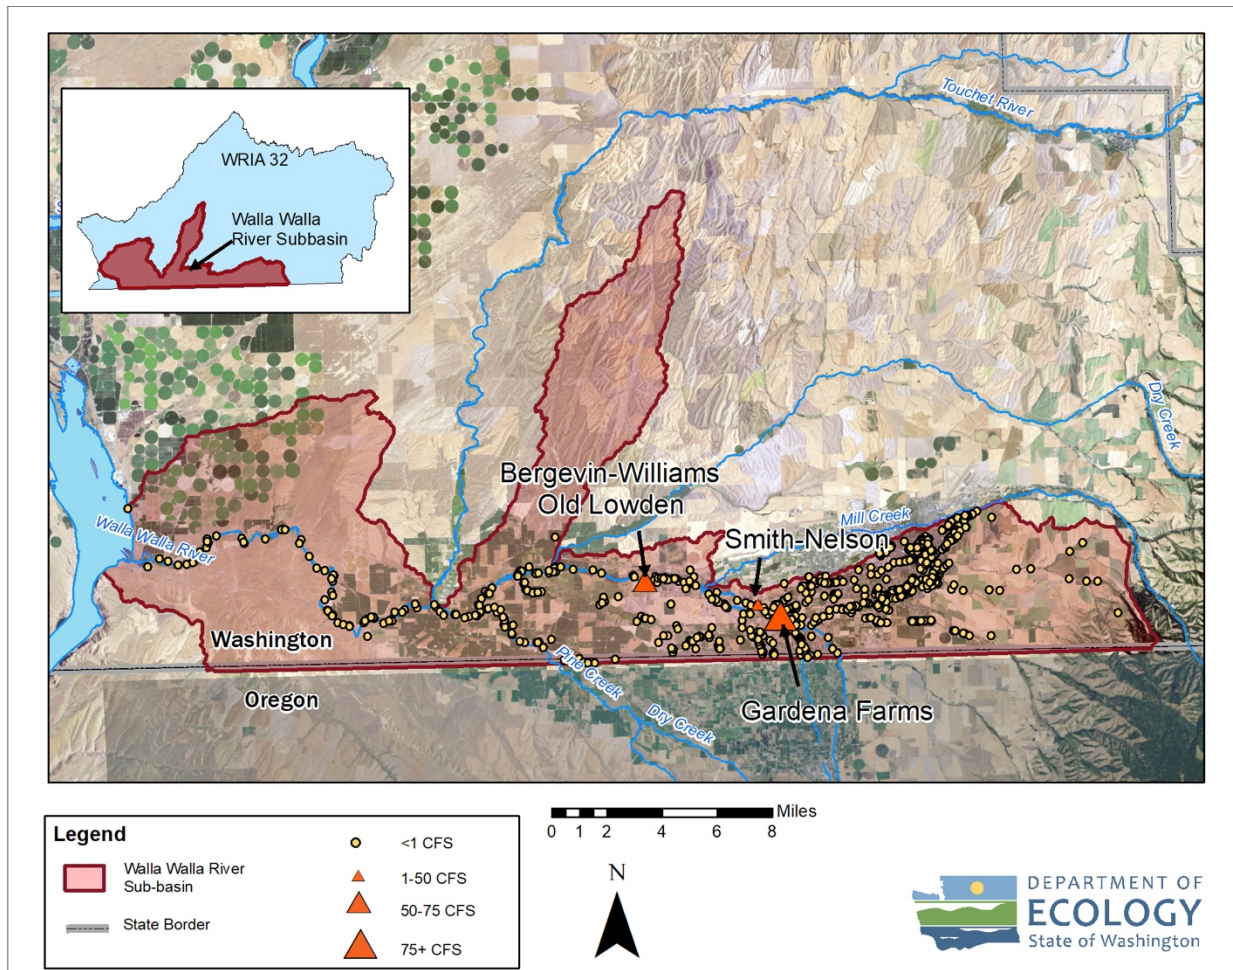 WRIA 32
Walla Walla
River Subbasin
Touchet River
Dry Creek
Bergevin-Williams
Old Lowden
Mill Creek
Smith-Nelson
Walla Walla River
Washington
Oregon
Pine Creek
Dry Creek
Gardena Farms
Legend
Walla Walla River
Sub-basin
State Border
<1 CFS
1-50 CFS
50-75 CFS
75+ CFS
Miles
0 1 2 4 6 8
N
DEPARTMENT OF
ECOLOGY
State of Washington